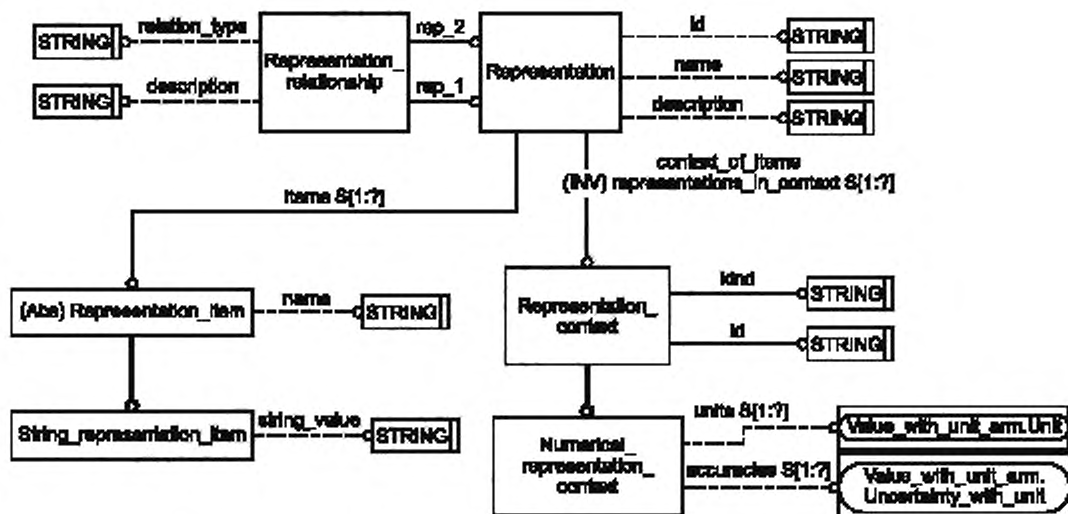 STRING
relation_type
Representation_
relationship
rep_2
Representation
id
STRING
name
STRING
STRING
description
rep_1
description
STRING
context_of_items
(INV) representations_in_context S[1:?]
items S[1:?]
(Abs) Representation_item
name
STRING
Representation_
context
kind
STRING
id
STRING
String_representation_item
string_value
STRING
Numerical_
representation_
context
units S[1:?]
Value_with_unit_arm.Unit
accuracies S[1:?]
Value_with_unit_arm.
Uncertainty_with_unit